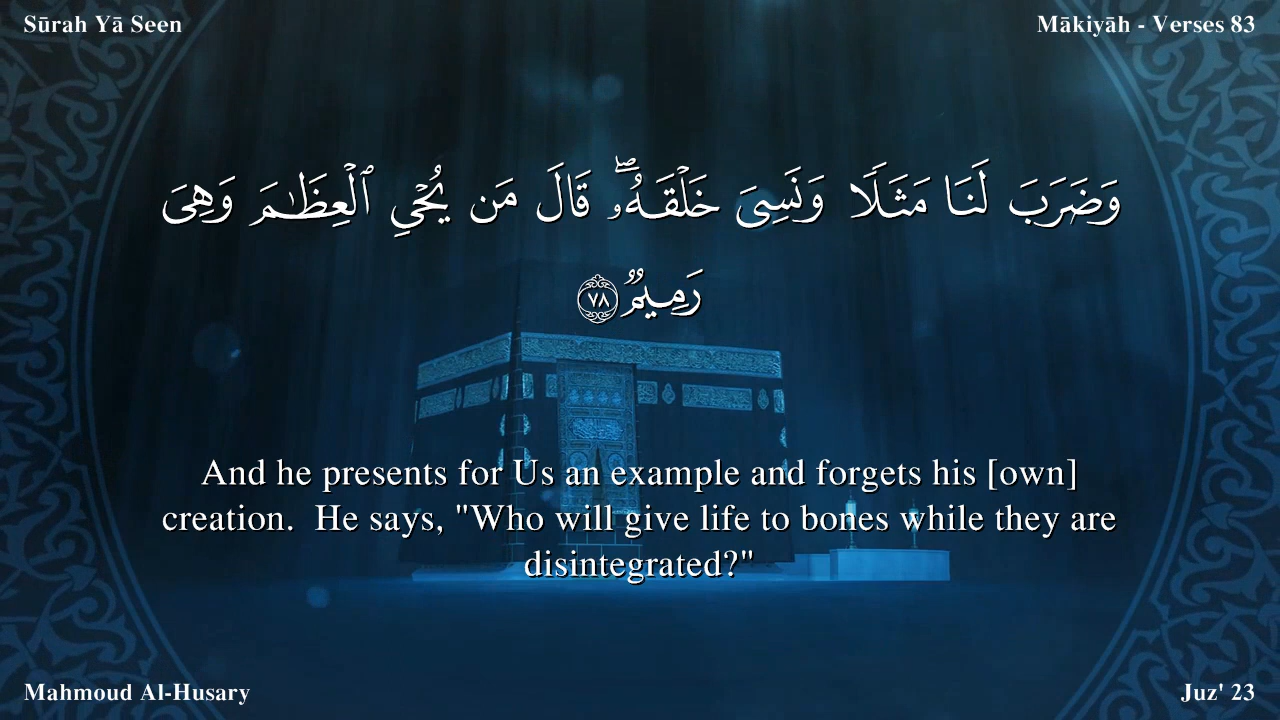 Sūrah Yā Seen
Mākiyāh - Verses 83
وَضَرَبَ لَنَا مَثَلًا وَنَسِىَ خَلْقَهُۥ ۖ قَالَ مَن يُحْىِ ٱلْعِظَـٰمَ وَهِىَ
رَمِيمٌ ٧٨
And he presents for Us an example and forgets his [own]
creation.  He says, "Who will give life to bones while they are
disintegrated?"
Mahmoud Al-Husary
Juz' 23